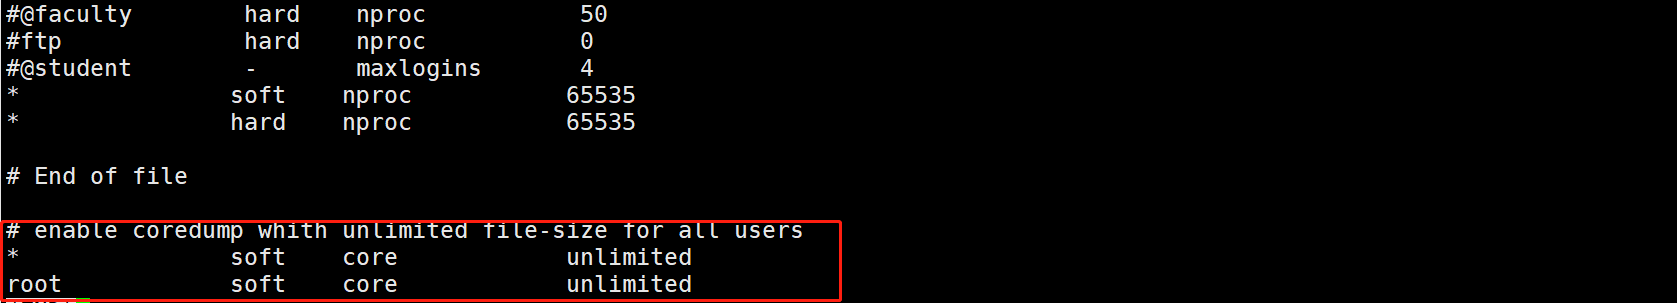 #@faculty        hard    nproc           50
#ftp             hard    nproc           0
#@student        -       maxlogins       4
*               soft    nproc           65535
*               hard    nproc           65535
# End of file
# enable coredump whith unlimited file-size for all users
*               soft    core            unlimited
root            soft    core            unlimited